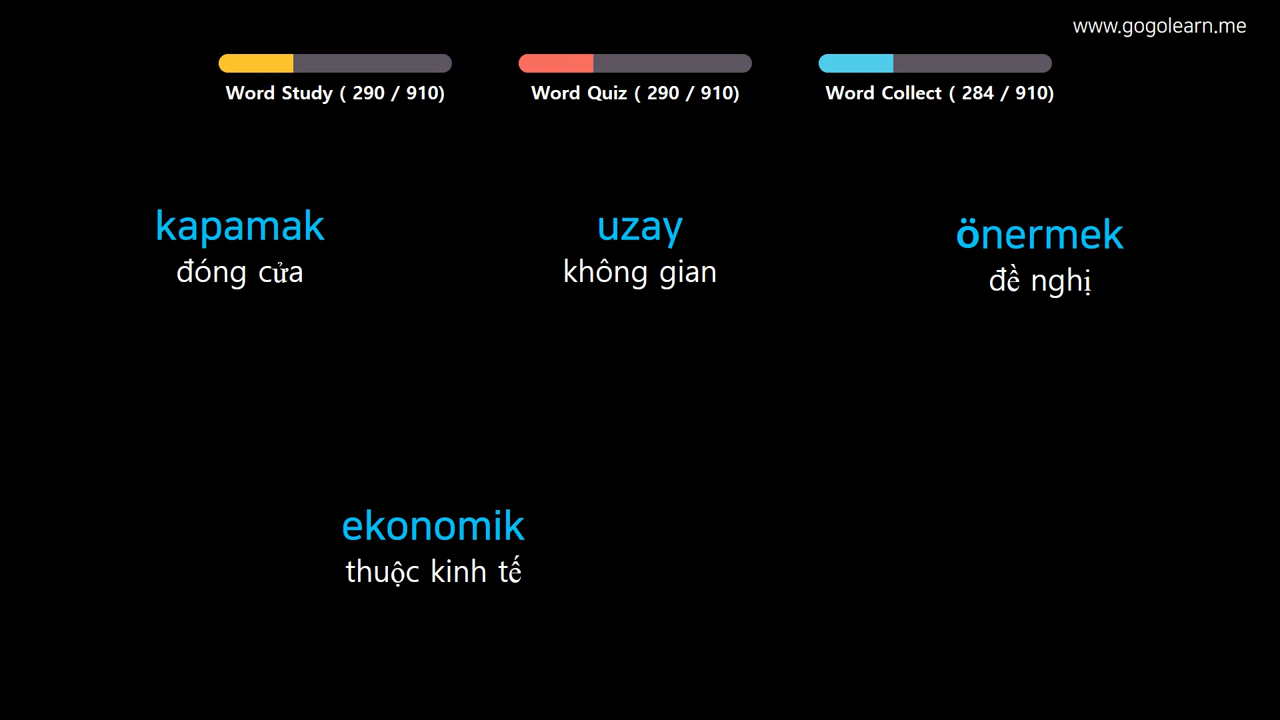 www.gogolearn.me
Word Study ( 290 / 910)
Word Quiz ( 290 / 910)
Word Collect ( 284 / 910)
kapamak
đóng cửa
uzay
không gian
önermek
đề nghị
ekonomik
thuộc kinh tế